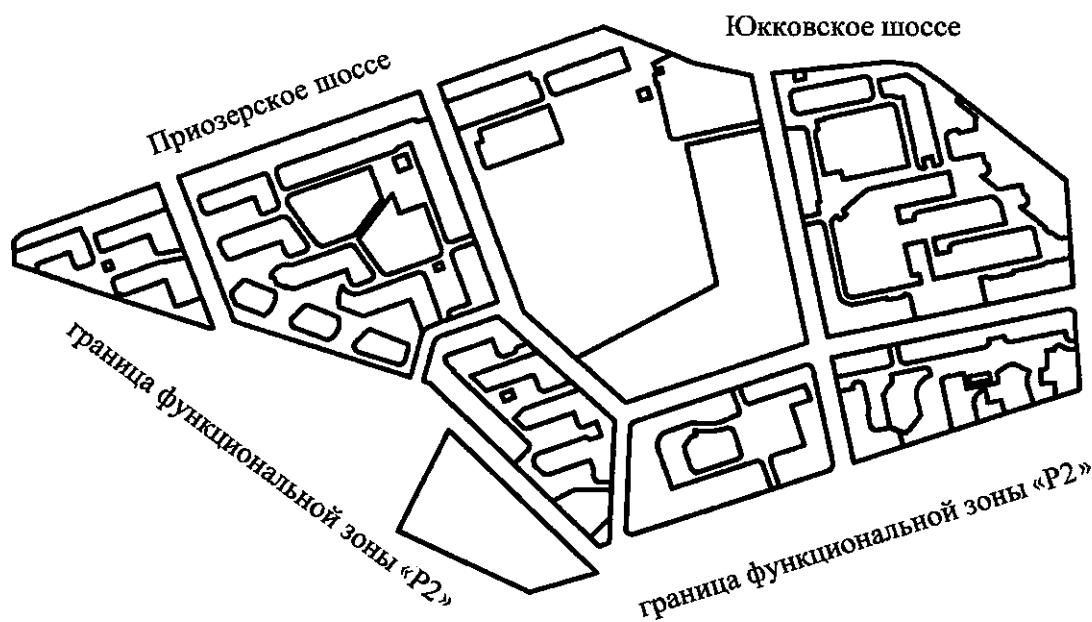 Юкковское шоссе
Приозерское шоссе
граница функциональной зоны «Р2»
граница функциональной зоны «Р2»